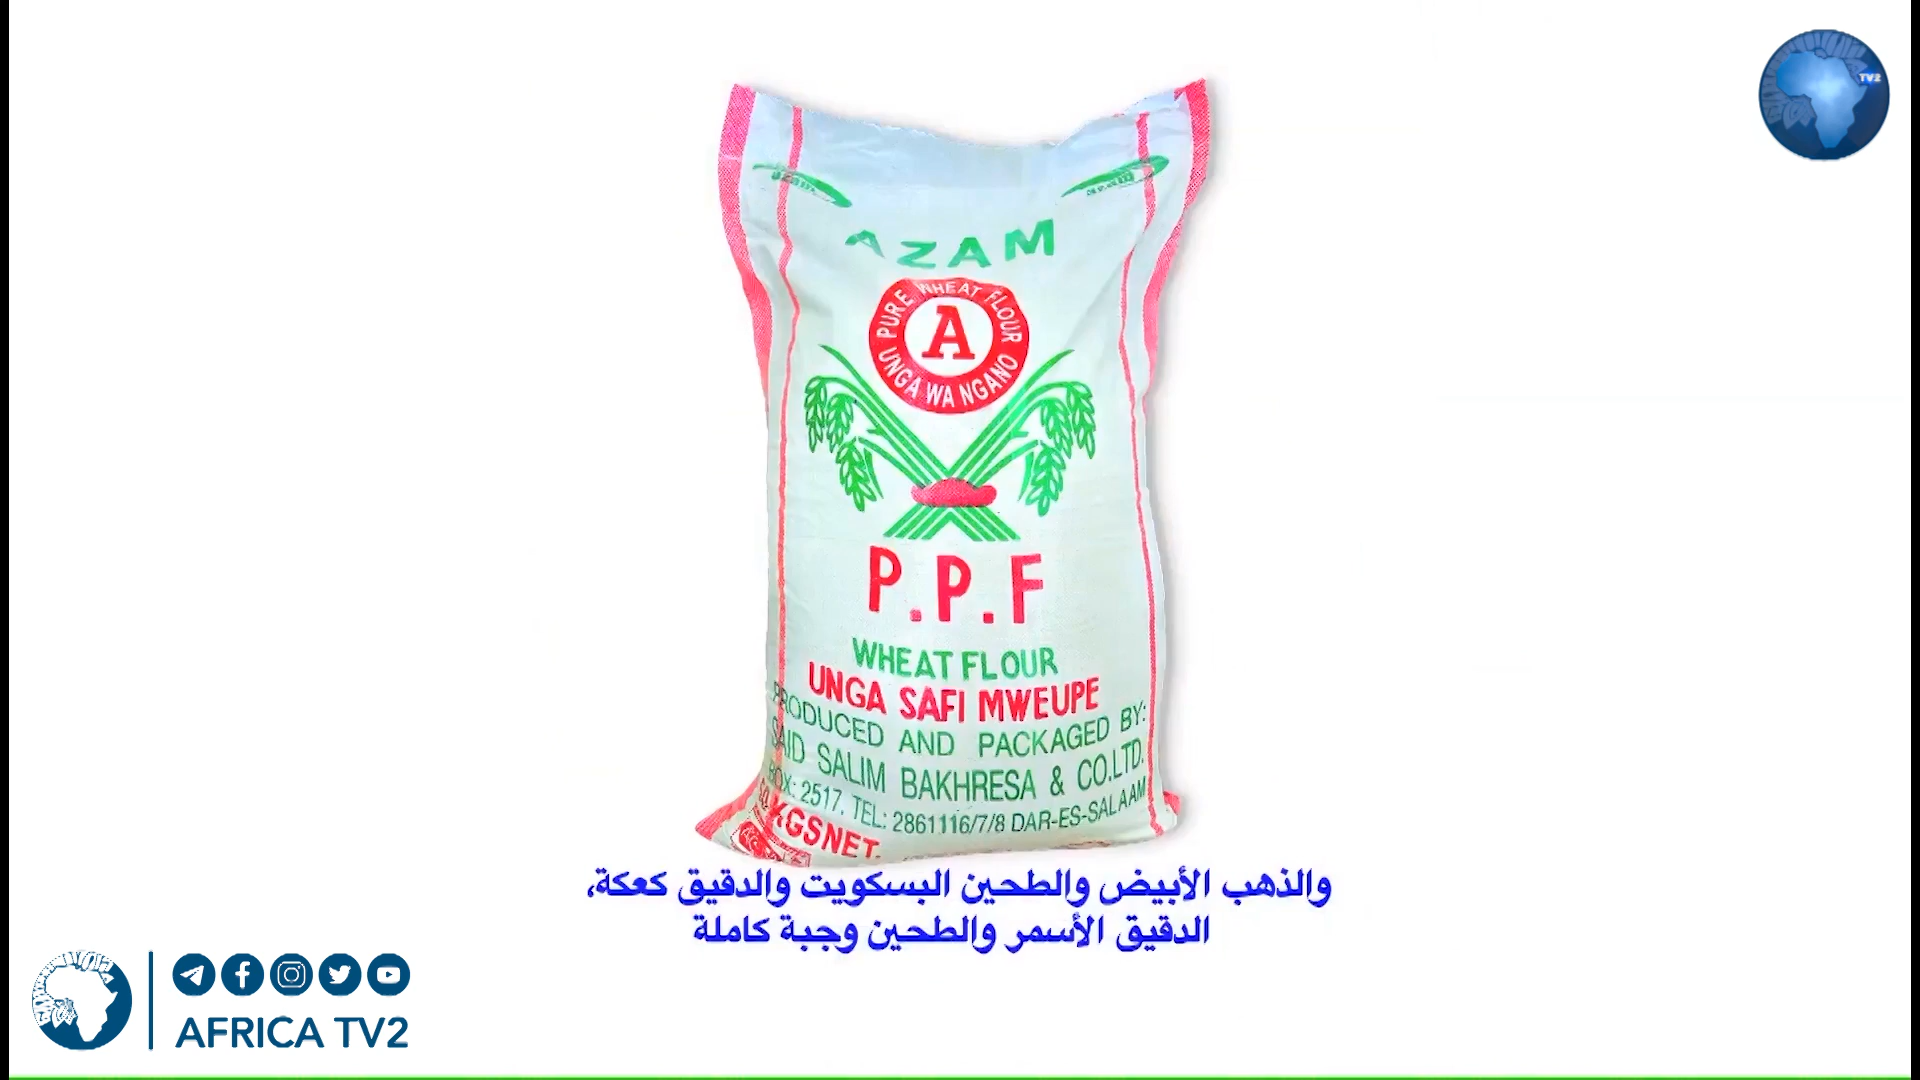 TV2
AZAM
PURE WHEAT FLOUR
A
UNGA WA NGANO
P.P.F
WHEAT FLOUR
UNGA SAFI MWEUPE
PRODUCED AND PACKAGED BY:
SAID SALIM BAKHRESA & CO.LTD.
BOX: 2517, TEL: 2861116/7/8 DAR-ES-SALAAM
KGSNET.
والذهب الأبيض والطحين البسكويت والدقيق كعكة،
الدقيق الأسمر والطحين وجبة كاملة
AFRICA TV2